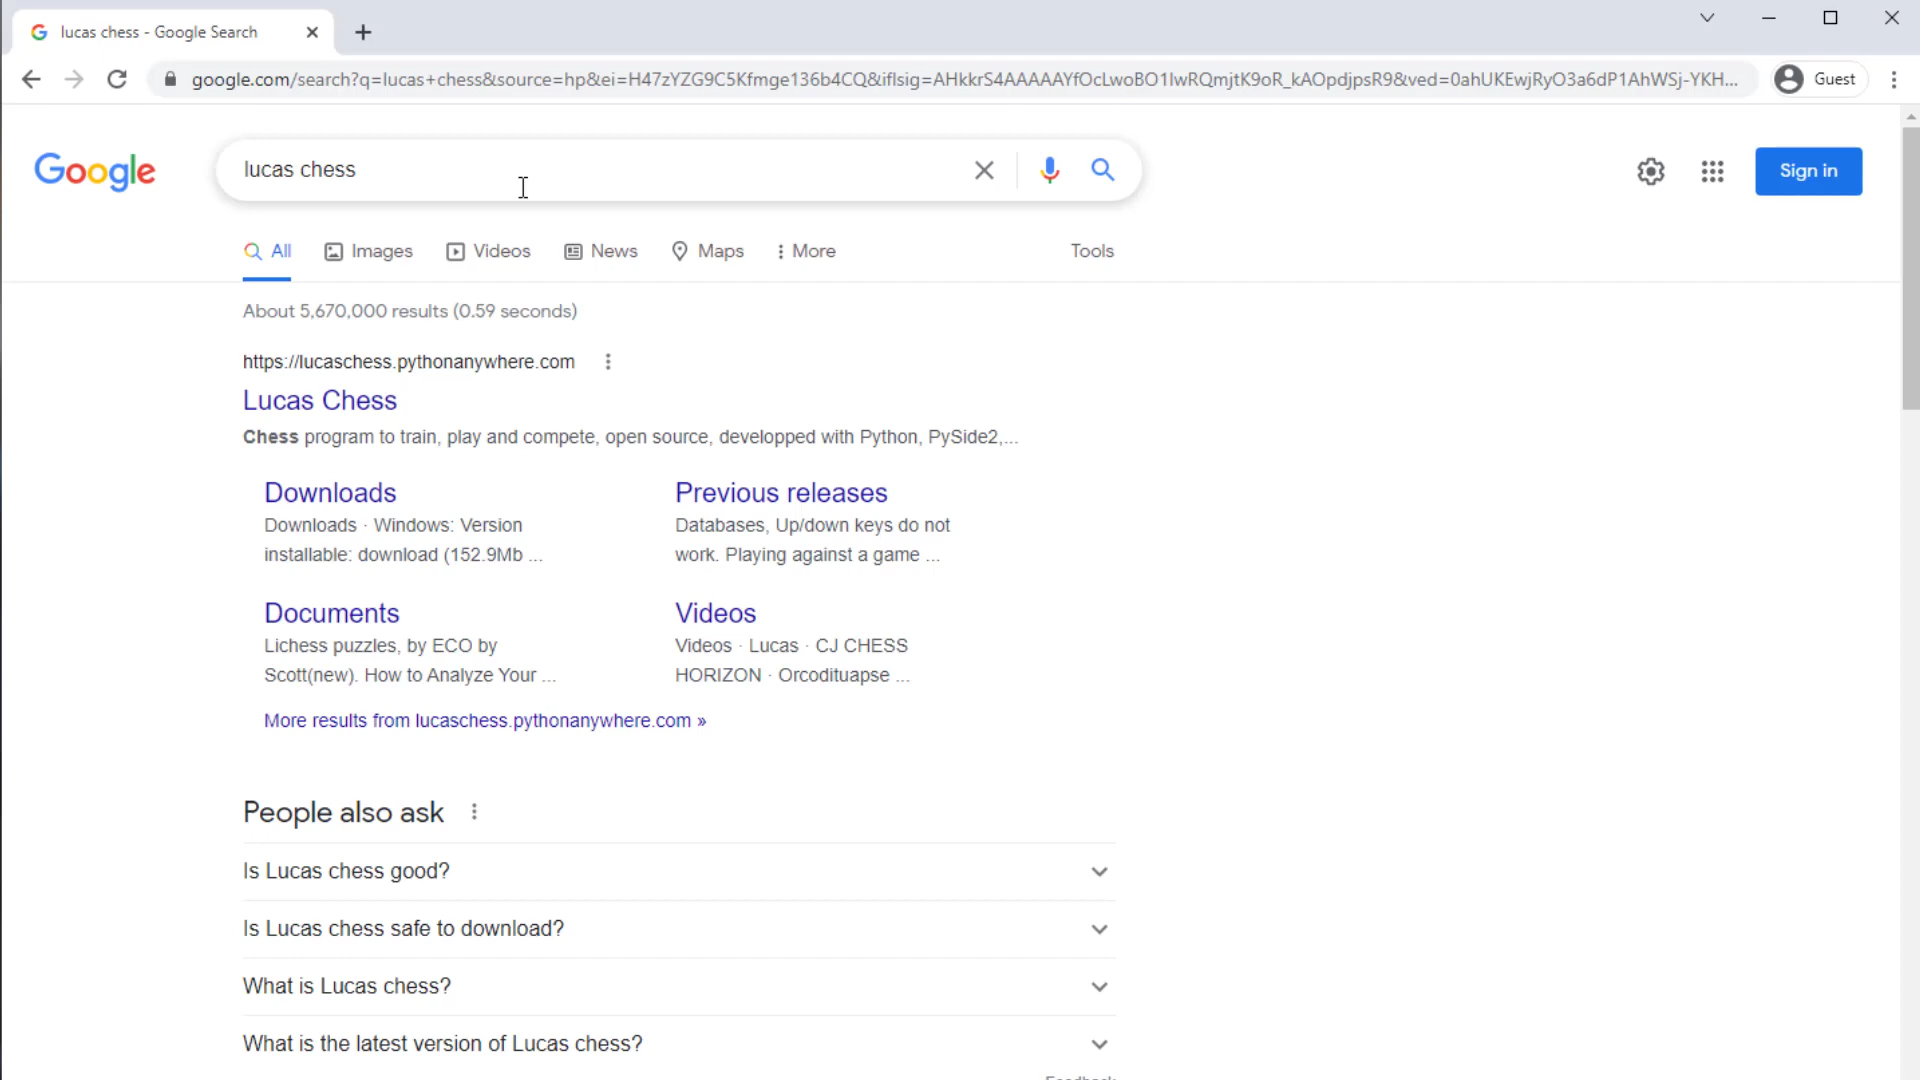 lucas chess - Google Search
google.com/search?q=lucas+chess&source=hp&ei=H47zYZG9C5Kfmge136b4CQ&iflsig=AHkkrS4AAAAAYfOcLwoBO1IwRQmjtK9oR_kAOpdjpsR9&ved=0ahUKEwjRyO3a6dP1AhWSj-YKH...
Guest
Google
lucas chess
Sign in
All
Images
Videos
News
Maps
More
Tools
About 5,670,000 results (0.59 seconds)
https://lucaschess.pythonanywhere.com
Lucas Chess
Chess program to train, play and compete, open source, developped with Python, PySide2,...
Downloads
Downloads · Windows: Version
installable: download (152.9Mb ...
Previous releases
Databases, Up/down keys do not
work. Playing against a game ...
Documents
Lichess puzzles, by ECO by
Scott(new). How to Analyze Your ...
Videos
Videos · Lucas · CJ CHESS
HORIZON · Orcodituapse ...
More results from lucaschess.pythonanywhere.com »
People also ask
Is Lucas chess good?
Is Lucas chess safe to download?
What is Lucas chess?
What is the latest version of Lucas chess?
Feedback